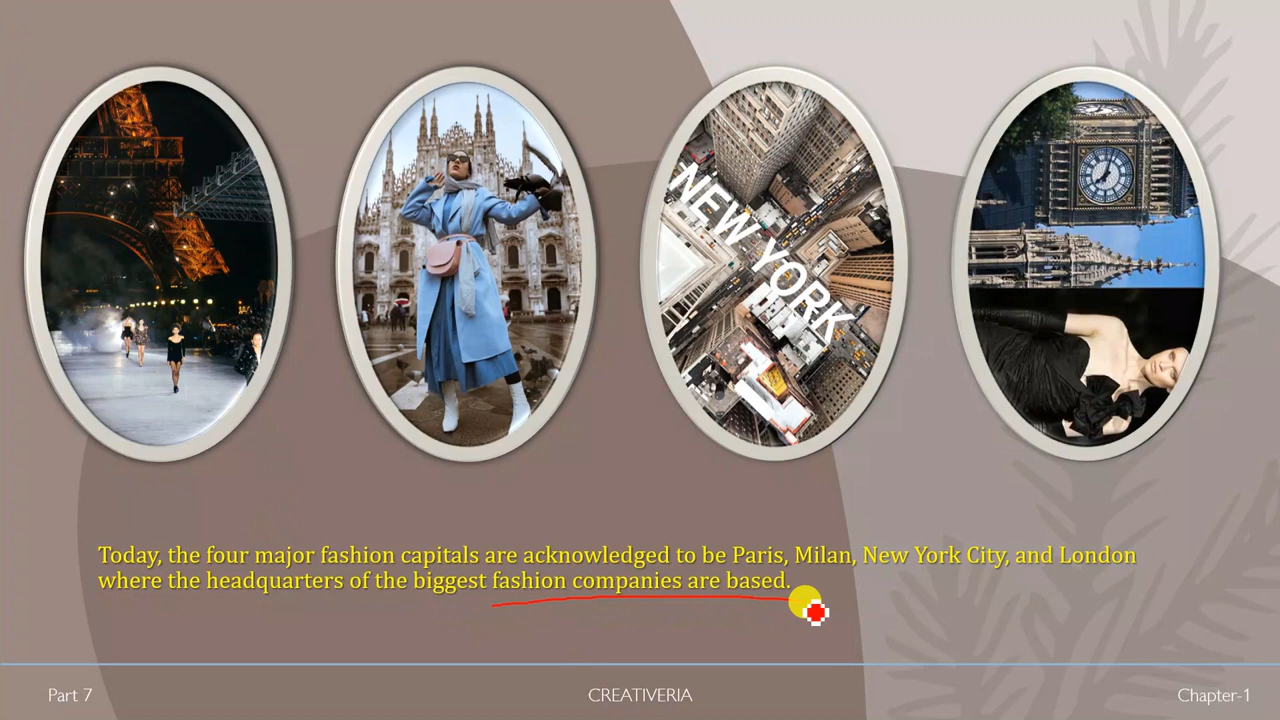 NEW YORK
Today, the four major fashion capitals are acknowledged to be Paris, Milan, New York City, and London
where the headquarters of the biggest fashion companies are based.
Part 7
CREATIVERIA
Chapter-1